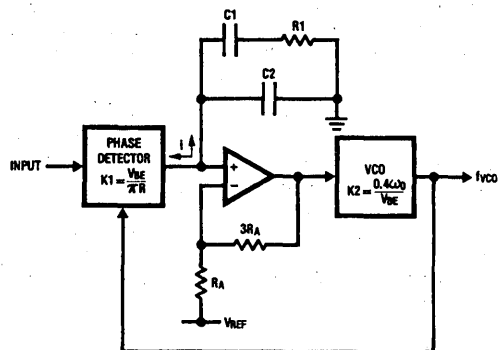 C1
R1
C2
INPUT
PHASE
DETECTOR
K1 = VBE / πR
i
+
−
3RA
RA
VREF
VCO
K2 = 0.4ω0 / VBE
fVCO